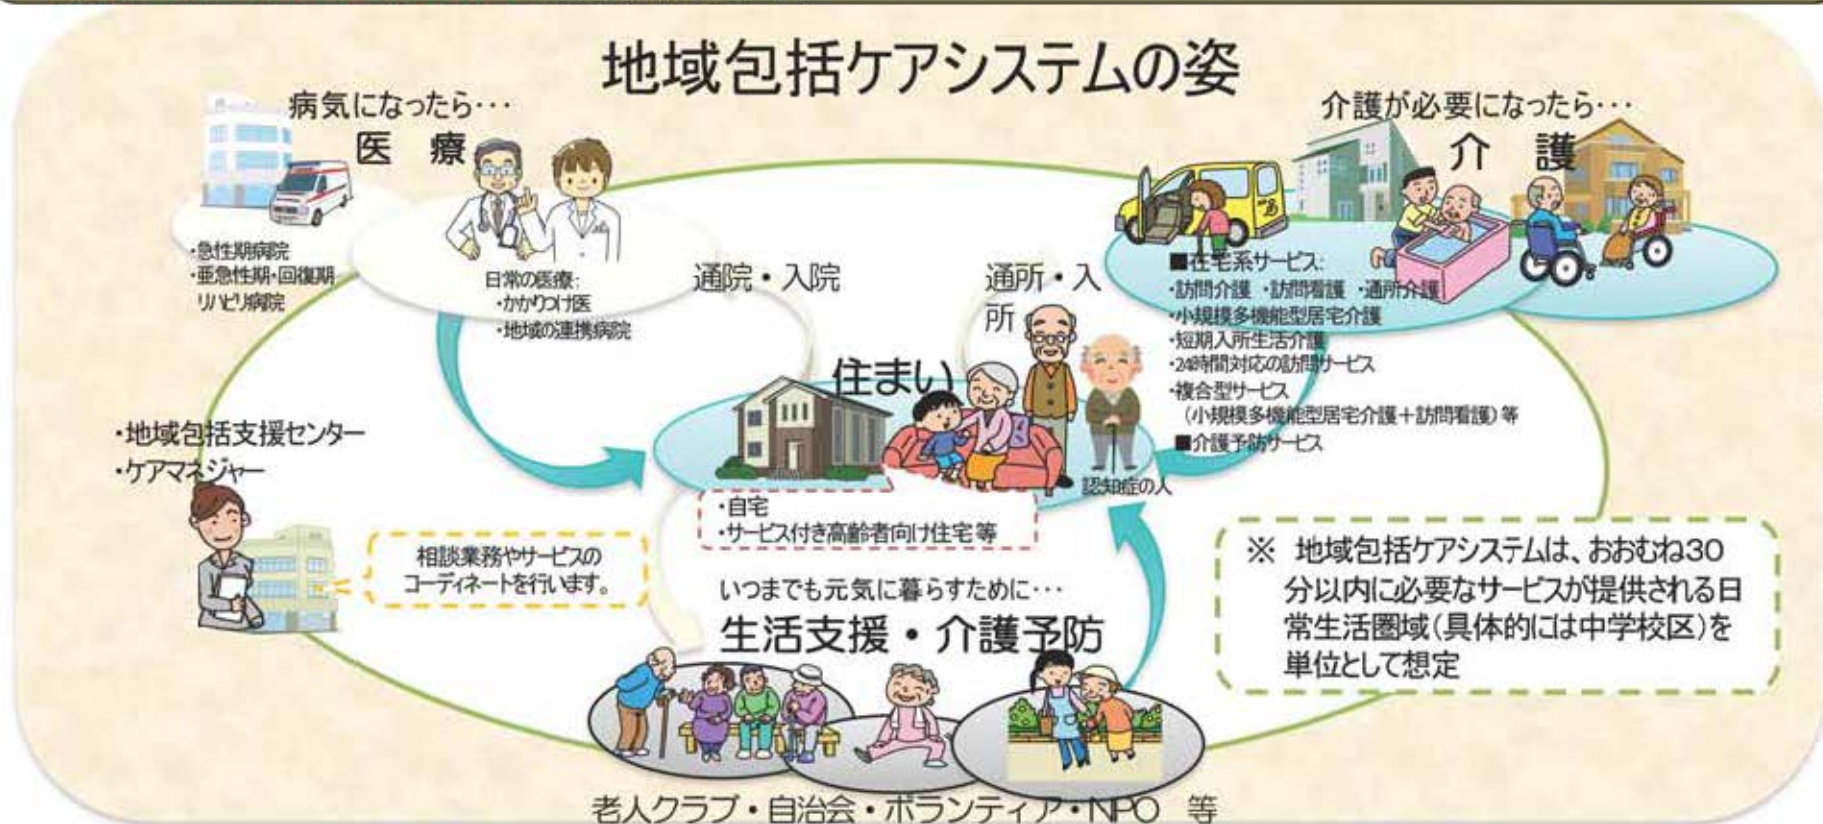 地域包括ケアシステムの姿
病気になったら･･･
医　療
・急性期病院
・亜急性期・回復期
リハビリ病院
日常の医療：
・かかりつけ医
・地域の連携病院
通院・入院
通所・入
所
介護が必要になったら･･･
介　護
■在宅系サービス：
・訪問介護 ・訪問看護 ・通所介護
・小規模多機能型居宅介護
・短期入所生活介護
・24時間対応の訪問サービス
・複合型サービス
（小規模多機能型居宅介護＋訪問看護）等
■介護予防サービス
住まい
認知症の人
・自宅
・サービス付き高齢者向け住宅 等
・地域包括支援センター
・ケアマネジャー
相談業務やサービスの
コーディネートを行います。
いつまでも元気に暮らすために･･･
生活支援・介護予防
老人クラブ・自治会・ボランティア・NPO　等
※　地域包括ケアシステムは、おおむね30
分以内に必要なサービスが提供される日
常生活圏域（具体的には中学校区）を
単位として想定